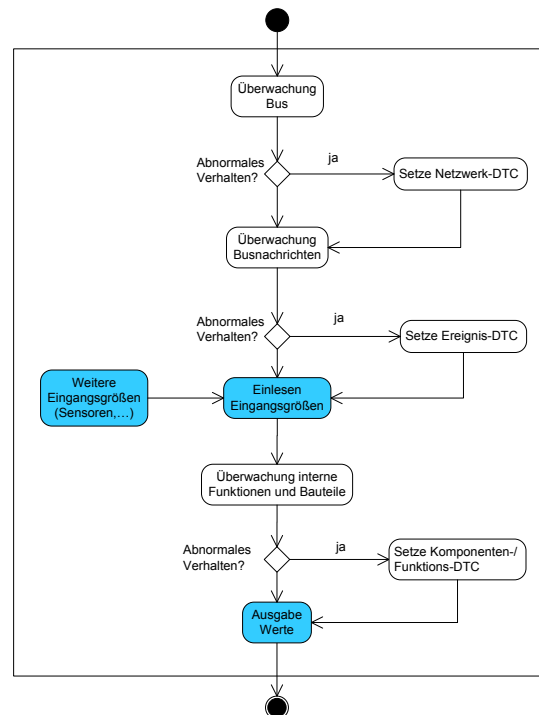 Überwachung
Bus
Abnormales
Verhalten?
ja
Setze Netzwerk-DTC
Überwachung
Busnachrichten
Abnormales
Verhalten?
ja
Setze Ereignis-DTC
Weitere
Eingangsgrößen
(Sensoren,...)
Einlesen
Eingangsgrößen
Überwachung interne
Funktionen und Bauteile
Abnormales
Verhalten?
ja
Setze Komponenten-/
Funktions-DTC
Ausgabe
Werte